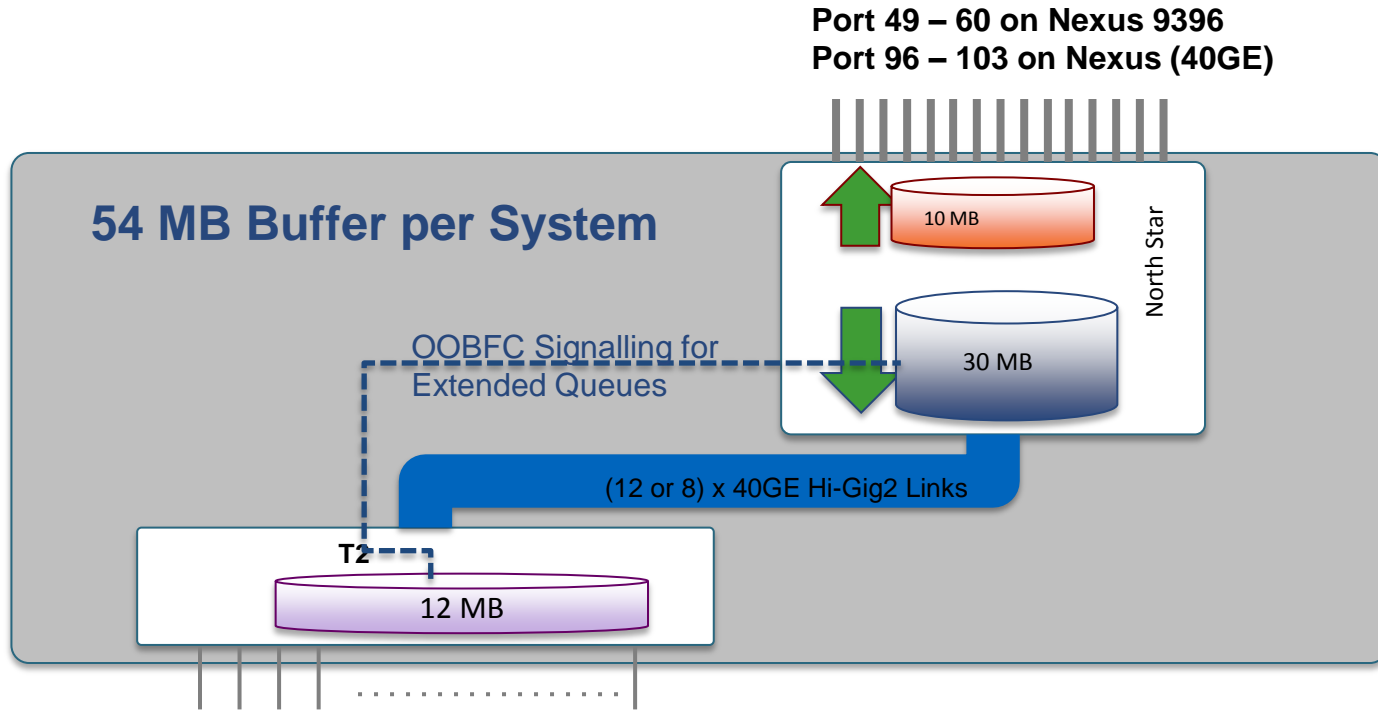 Port 49 – 60 on Nexus 9396
Port 96 – 103 on Nexus (40GE)
54 MB Buffer per System
10 MB
North Star
30 MB
OOBFC Signalling for
Extended Queues
(12 or 8) x 40GE Hi-Gig2 Links
T2
12 MB